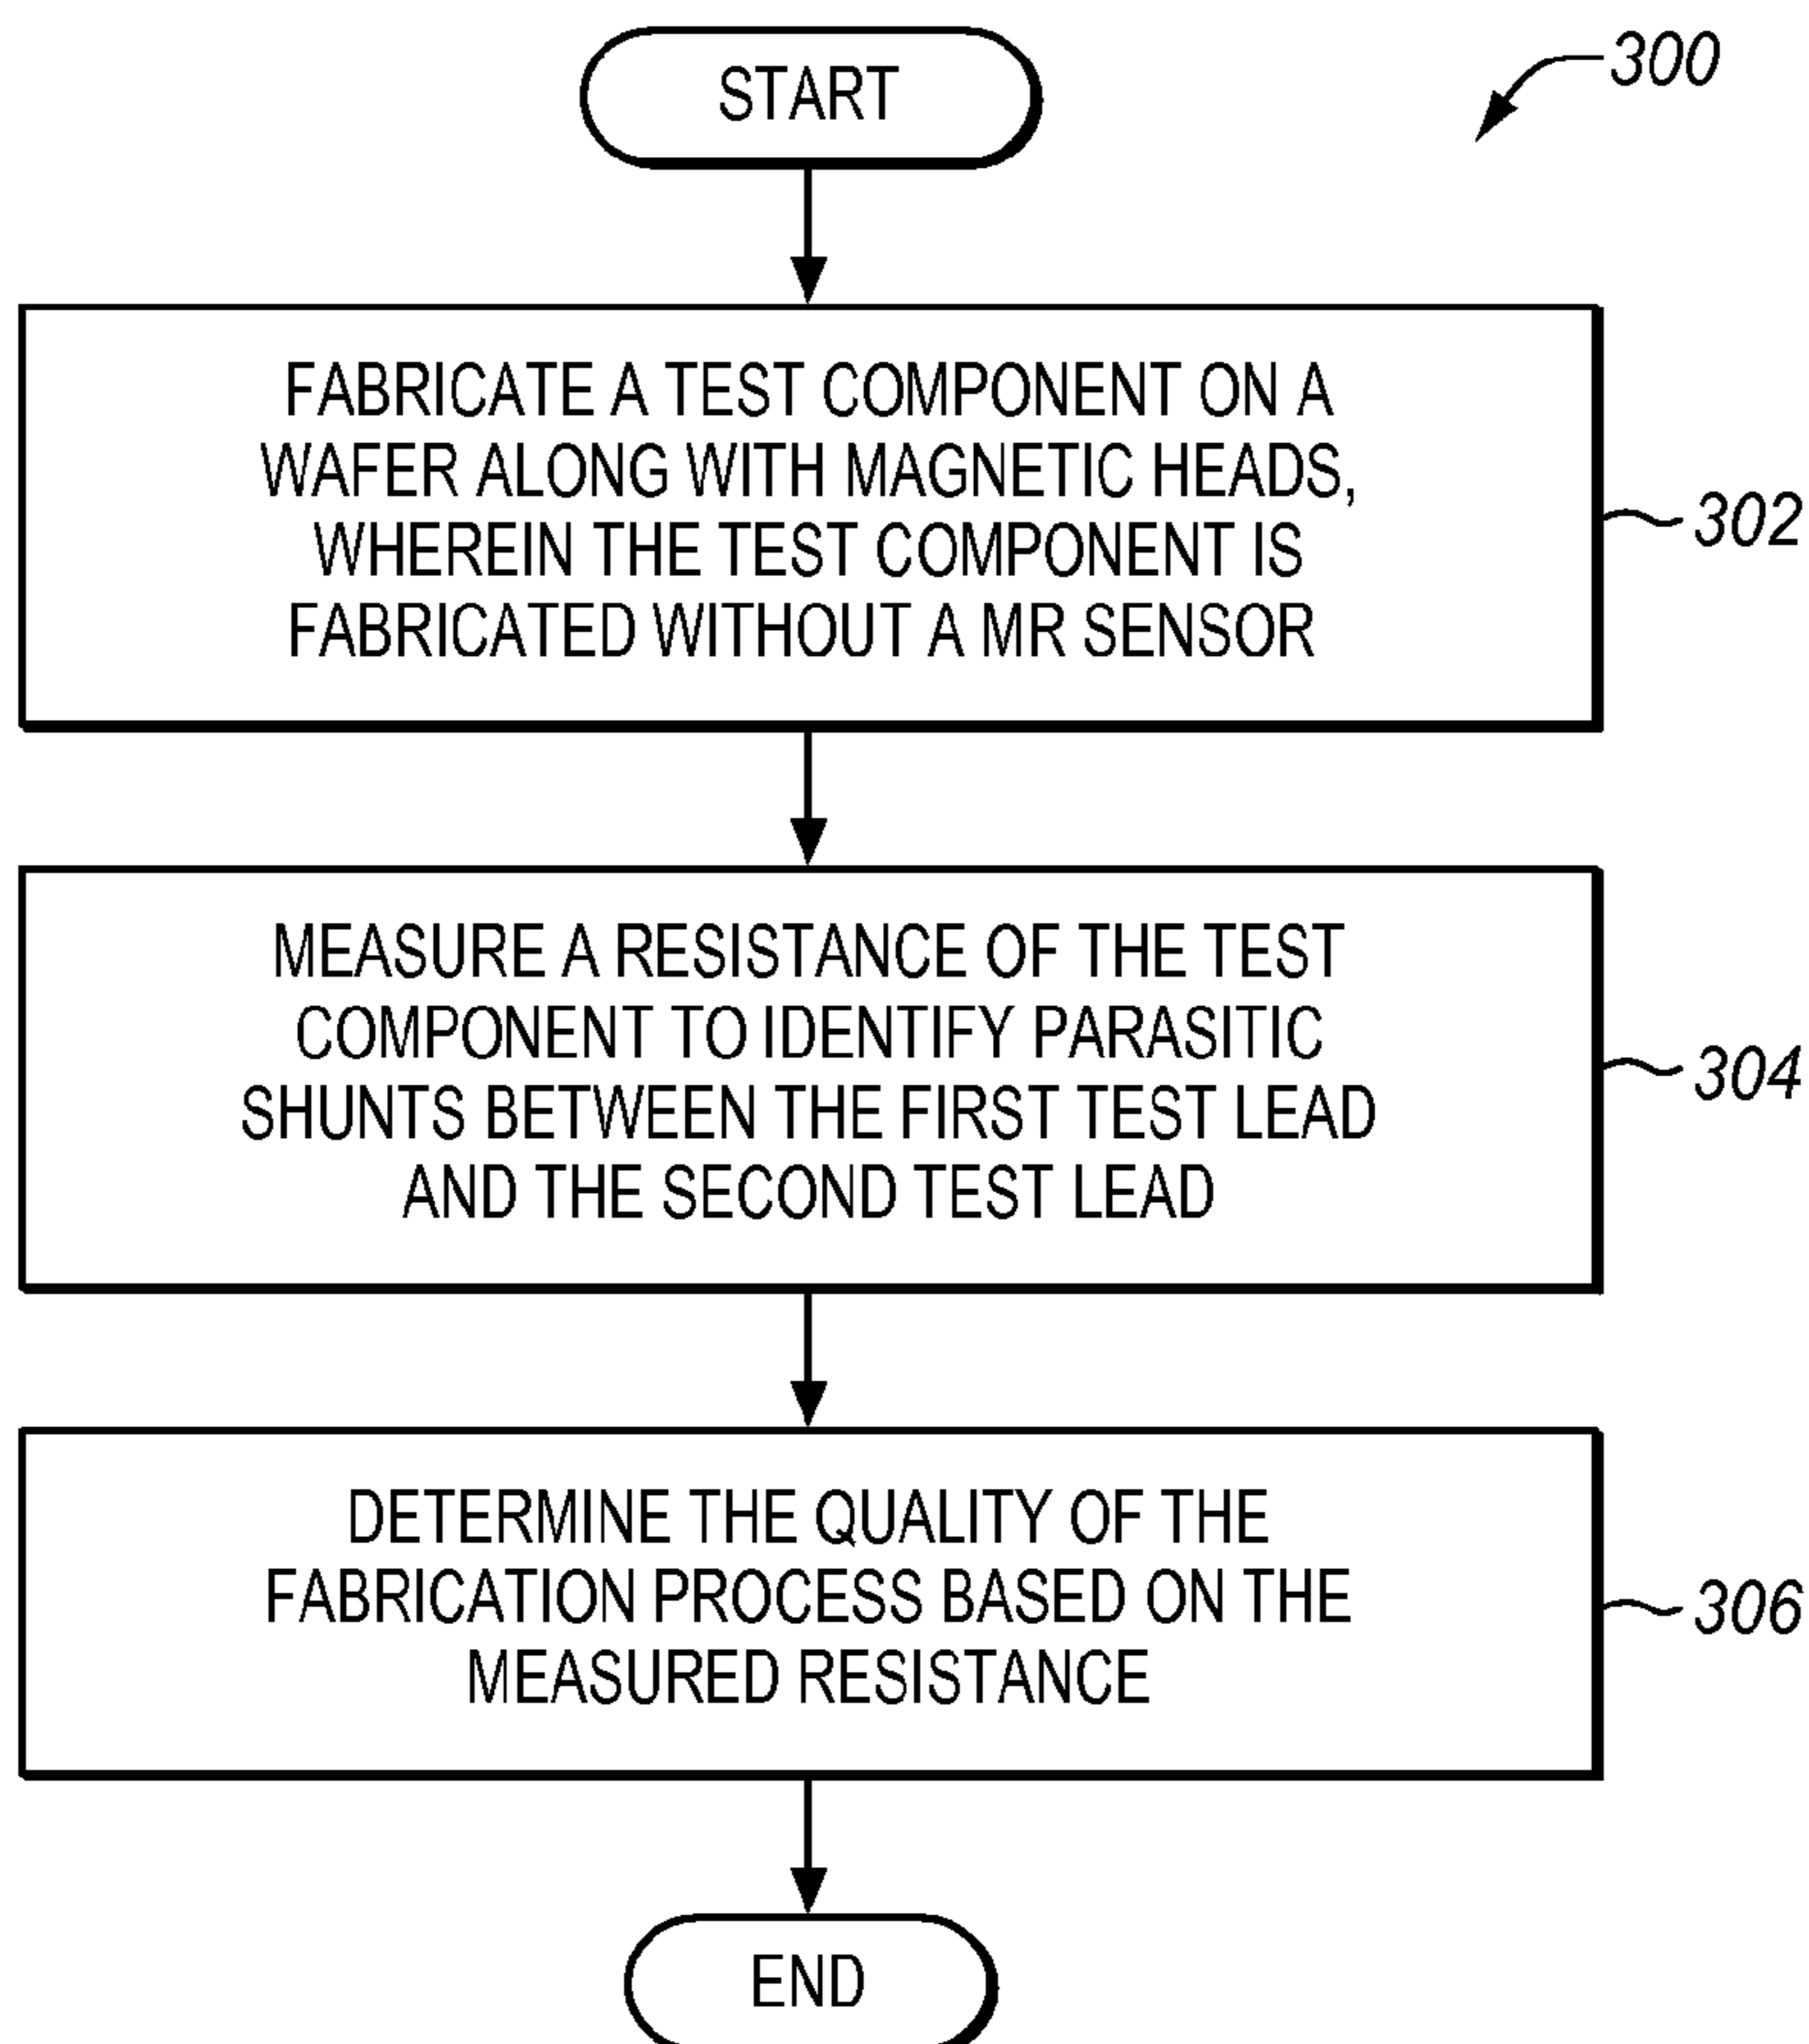 START
300
FABRICATE A TEST COMPONENT ON A
WAFER ALONG WITH MAGNETIC HEADS,
WHEREIN THE TEST COMPONENT IS
FABRICATED WITHOUT A MR SENSOR
302
MEASURE A RESISTANCE OF THE TEST
COMPONENT TO IDENTIFY PARASITIC
SHUNTS BETWEEN THE FIRST TEST LEAD
AND THE SECOND TEST LEAD
304
DETERMINE THE QUALITY OF THE
FABRICATION PROCESS BASED ON THE
MEASURED RESISTANCE
306
END